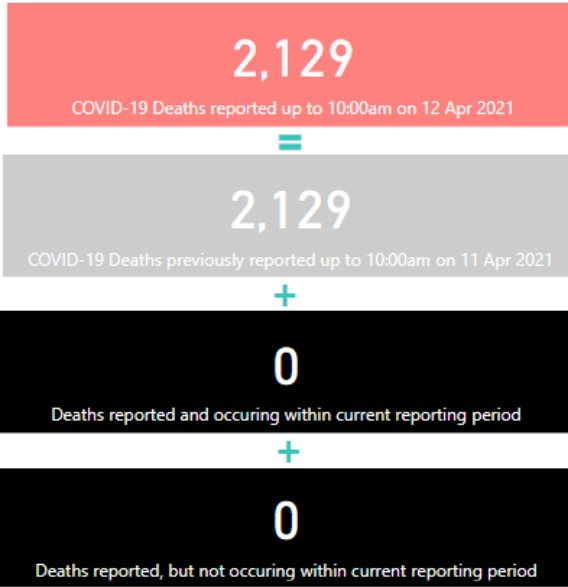 2,129
COVID-19 Deaths reported up to 10:00am on 12 Apr 2021
=
2,129
COVID-19 Deaths previously reported up to 10:00am on 11 Apr 2021
+
0
Deaths reported and occuring within current reporting period
+
0
Deaths reported, but not occuring within current reporting period